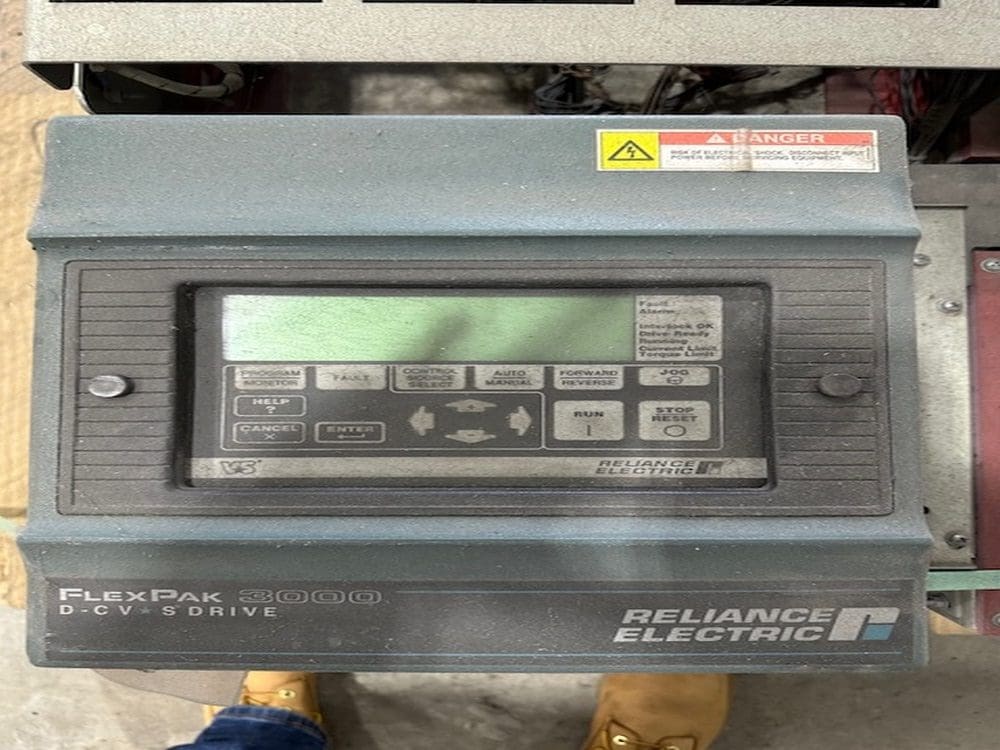 DANGER
RISK OF ELECTRICAL SHOCK. DISCONNECT
POWER BEFORE SERVICING EQUIPMENT.
Fault
Alarm
Interlock OK
Drive Ready
Running
Current Limit
Torque Limit
PROGRAM
MONITOR
FAULT
CONTROL
SOURCE
SELECT
AUTO
MANUAL
FORWARD
REVERSE
JOG
HELP
?
CANCEL
ENTER
RUN
STOP
RESET
VS
RELIANCE
ELECTRIC
FLEXPAK 3000
D-C V★S DRIVE
RELIANCE
ELECTRIC